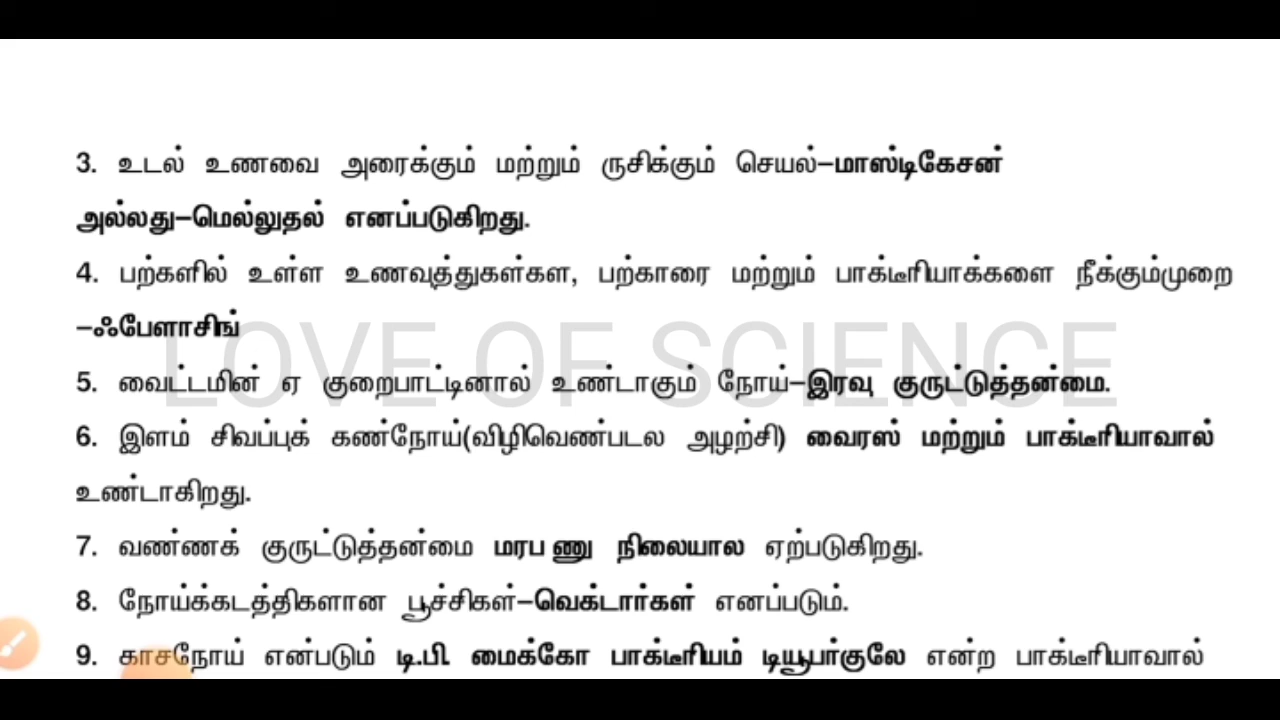 3. உடல் உணவை அரைக்கும் மற்றும் ருசிக்கும் செயல்–மாஸ்டிகேசன்
அல்லது–மெல்லுதல் எனப்படுகிறது.
4. பற்களில் உள்ள உணவுத்துகள்கள, பற்காரை மற்றும் பாக்டீரியாக்களை நீக்கும்முறை
–ஃபேளாசிங்
LOVE OF SCIENCE
5. வைட்டமின் ஏ குறைபாட்டினால் உண்டாகும் நோய்–இரவு குருட்டுத்தன்மை.
6. இளம் சிவப்புக் கண்நோய்(விழிவெண்படல அழற்சி) வைரஸ் மற்றும் பாக்டீரியாவால்
உண்டாகிறது.
7. வண்ணக் குருட்டுத்தன்மை மரப ணு நிலையால ஏற்படுகிறது.
8. நோய்க்கடத்திகளான பூச்சிகள்–வெக்டார்கள் எனப்படும்.
9. காசநோய் என்படும் டி.பி. மைக்கோ பாக்டீரியம் டியூபர்குலே என்ற பாக்டீரியாவால்